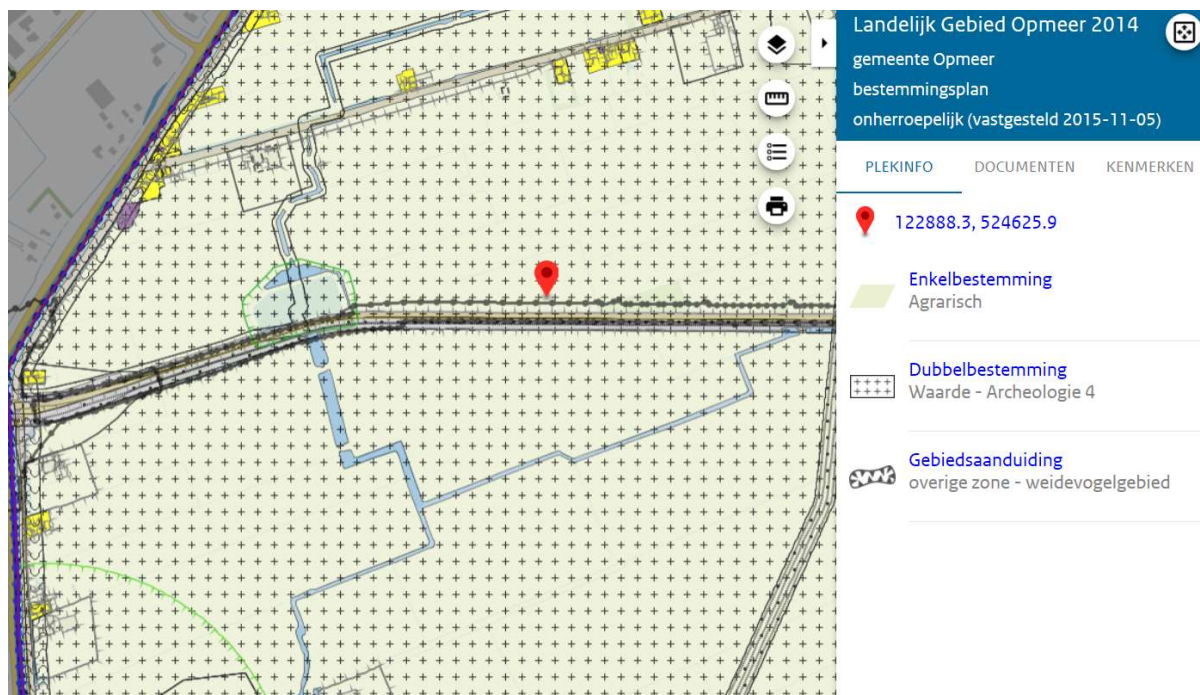 Landelijk Gebied Opmeer 2014
gemeente Opmeer
bestemmingsplan
onherroepelijk (vastgesteld 2015-11-05)
PLEKINFO DOCUMENTEN KENMERKEN
122888.3, 524625.9
Enkelbestemming
Agrarisch
Dubbelbestemming
Waarde - Archeologie 4
Gebiedsaanduiding
overige zone - weidevogelgebied